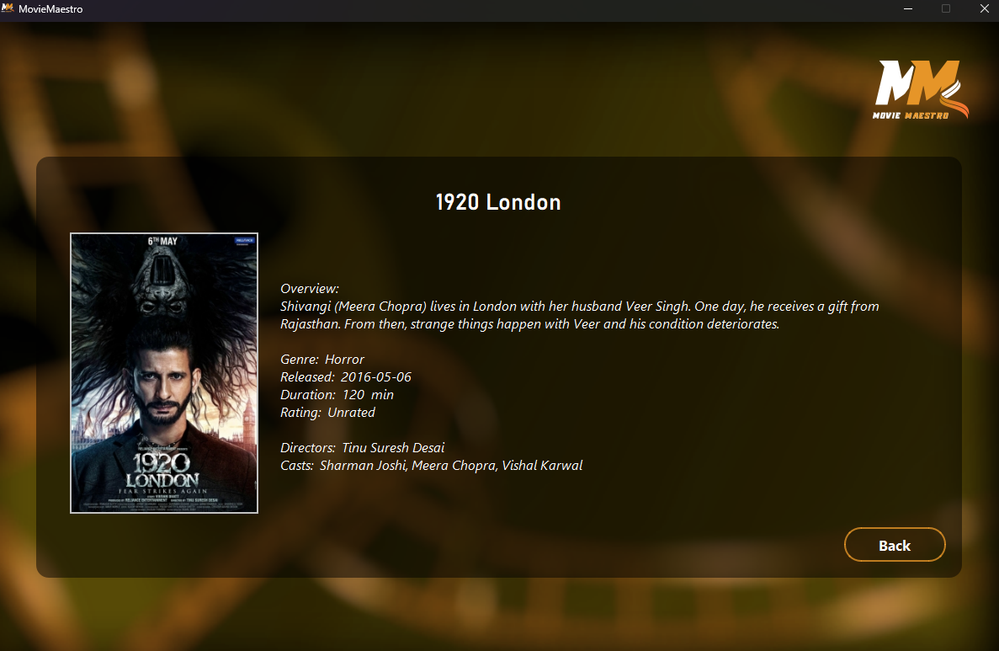 MovieMaestro
MM
MOVIE MAESTRO
1920 London
6TH MAY
RELIANCE
1920
LONDON
FEAR STRIKES AGAIN
Overview:
Shivangi (Meera Chopra) lives in London with her husband Veer Singh. One day, he receives a gift from
Rajasthan. From then, strange things happen with Veer and his condition deteriorates.
Genre: Horror
Released: 2016-05-06
Duration: 120 min
Rating: Unrated
Directors: Tinu Suresh Desai
Casts: Sharman Joshi, Meera Chopra, Vishal Karwal
Back